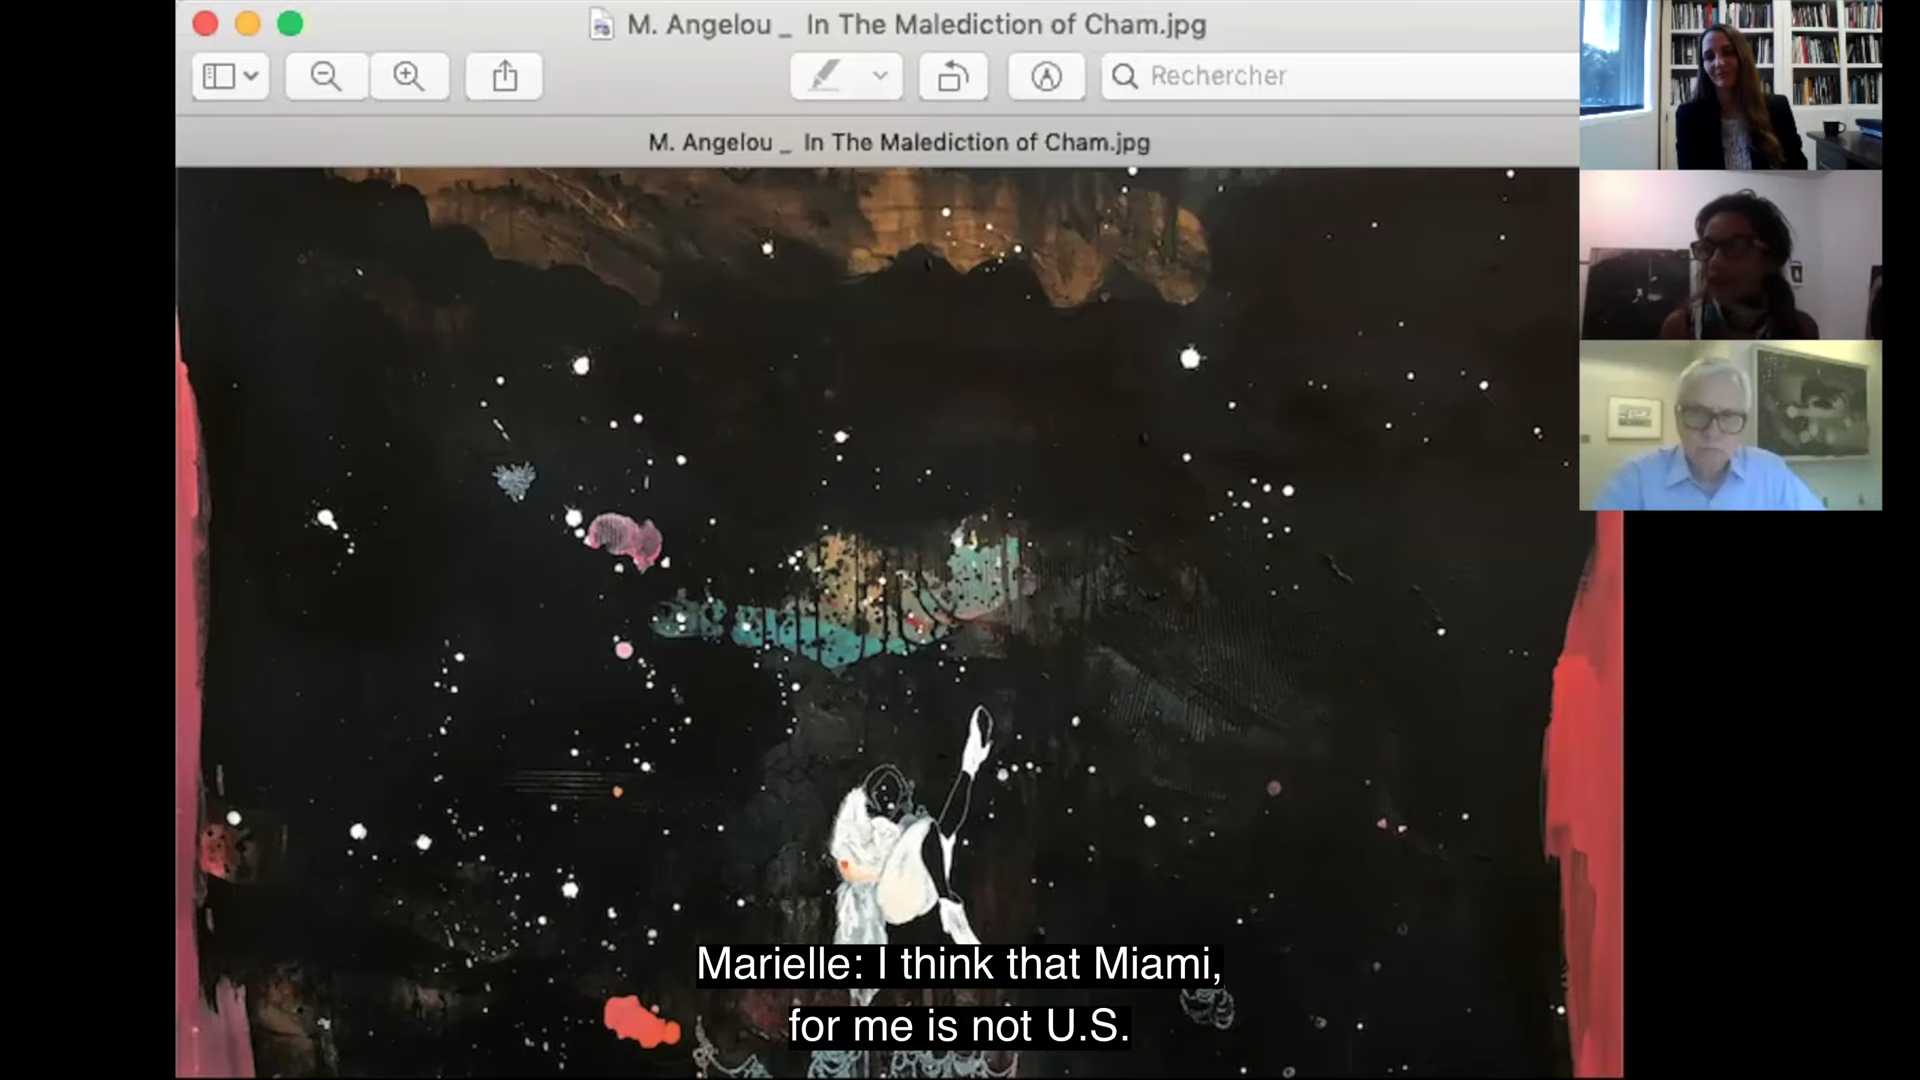 M. Angelou _ In The Malediction of Cham.jpg
Rechercher
M. Angelou _ In The Malediction of Cham.jpg
Marielle: I think that Miami,
for me is not U.S.